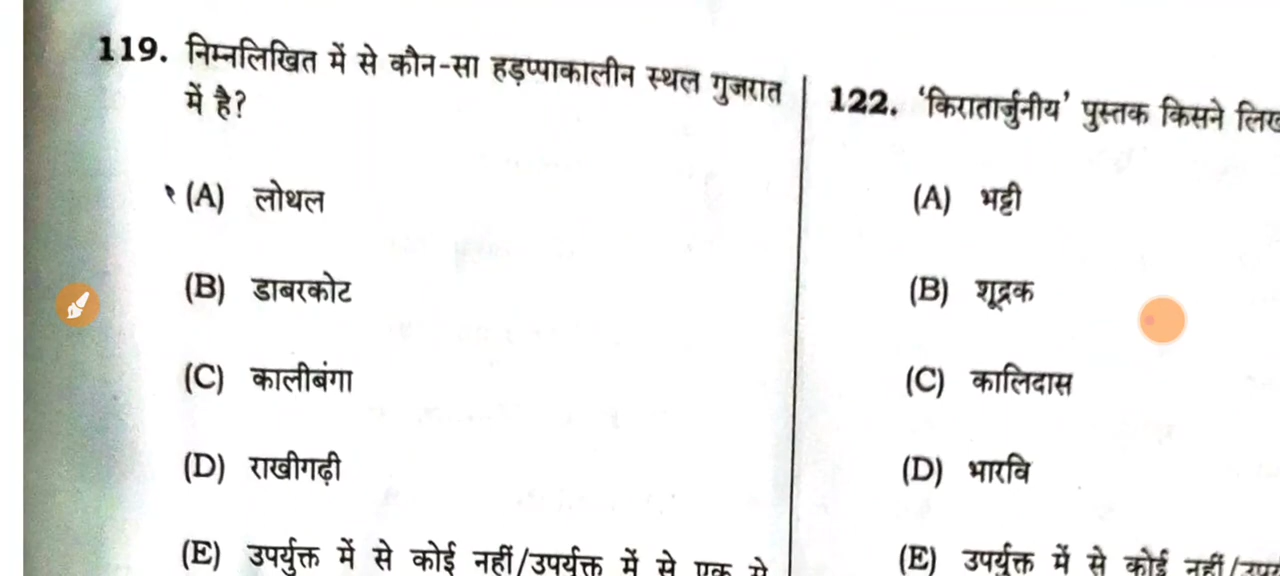 119. निम्नलिखित में से कौन-सा हड़प्पाकालीन स्थल गुजरात
में है?
(A) लोथल
(B) डाबरकोट
(C) कालीबंगा
(D) राखीगढ़ी
(E) उपर्युक्त में से कोई नहीं/उपर्युक्त में से एक से
122. ‘किरातार्जुनीय’ पुस्तक किसने
(A) भट्टी
(B) शूद्रक
(C) कालिदास
(D) भारवि
(E) उपर्युक्त में से कोई नहीं